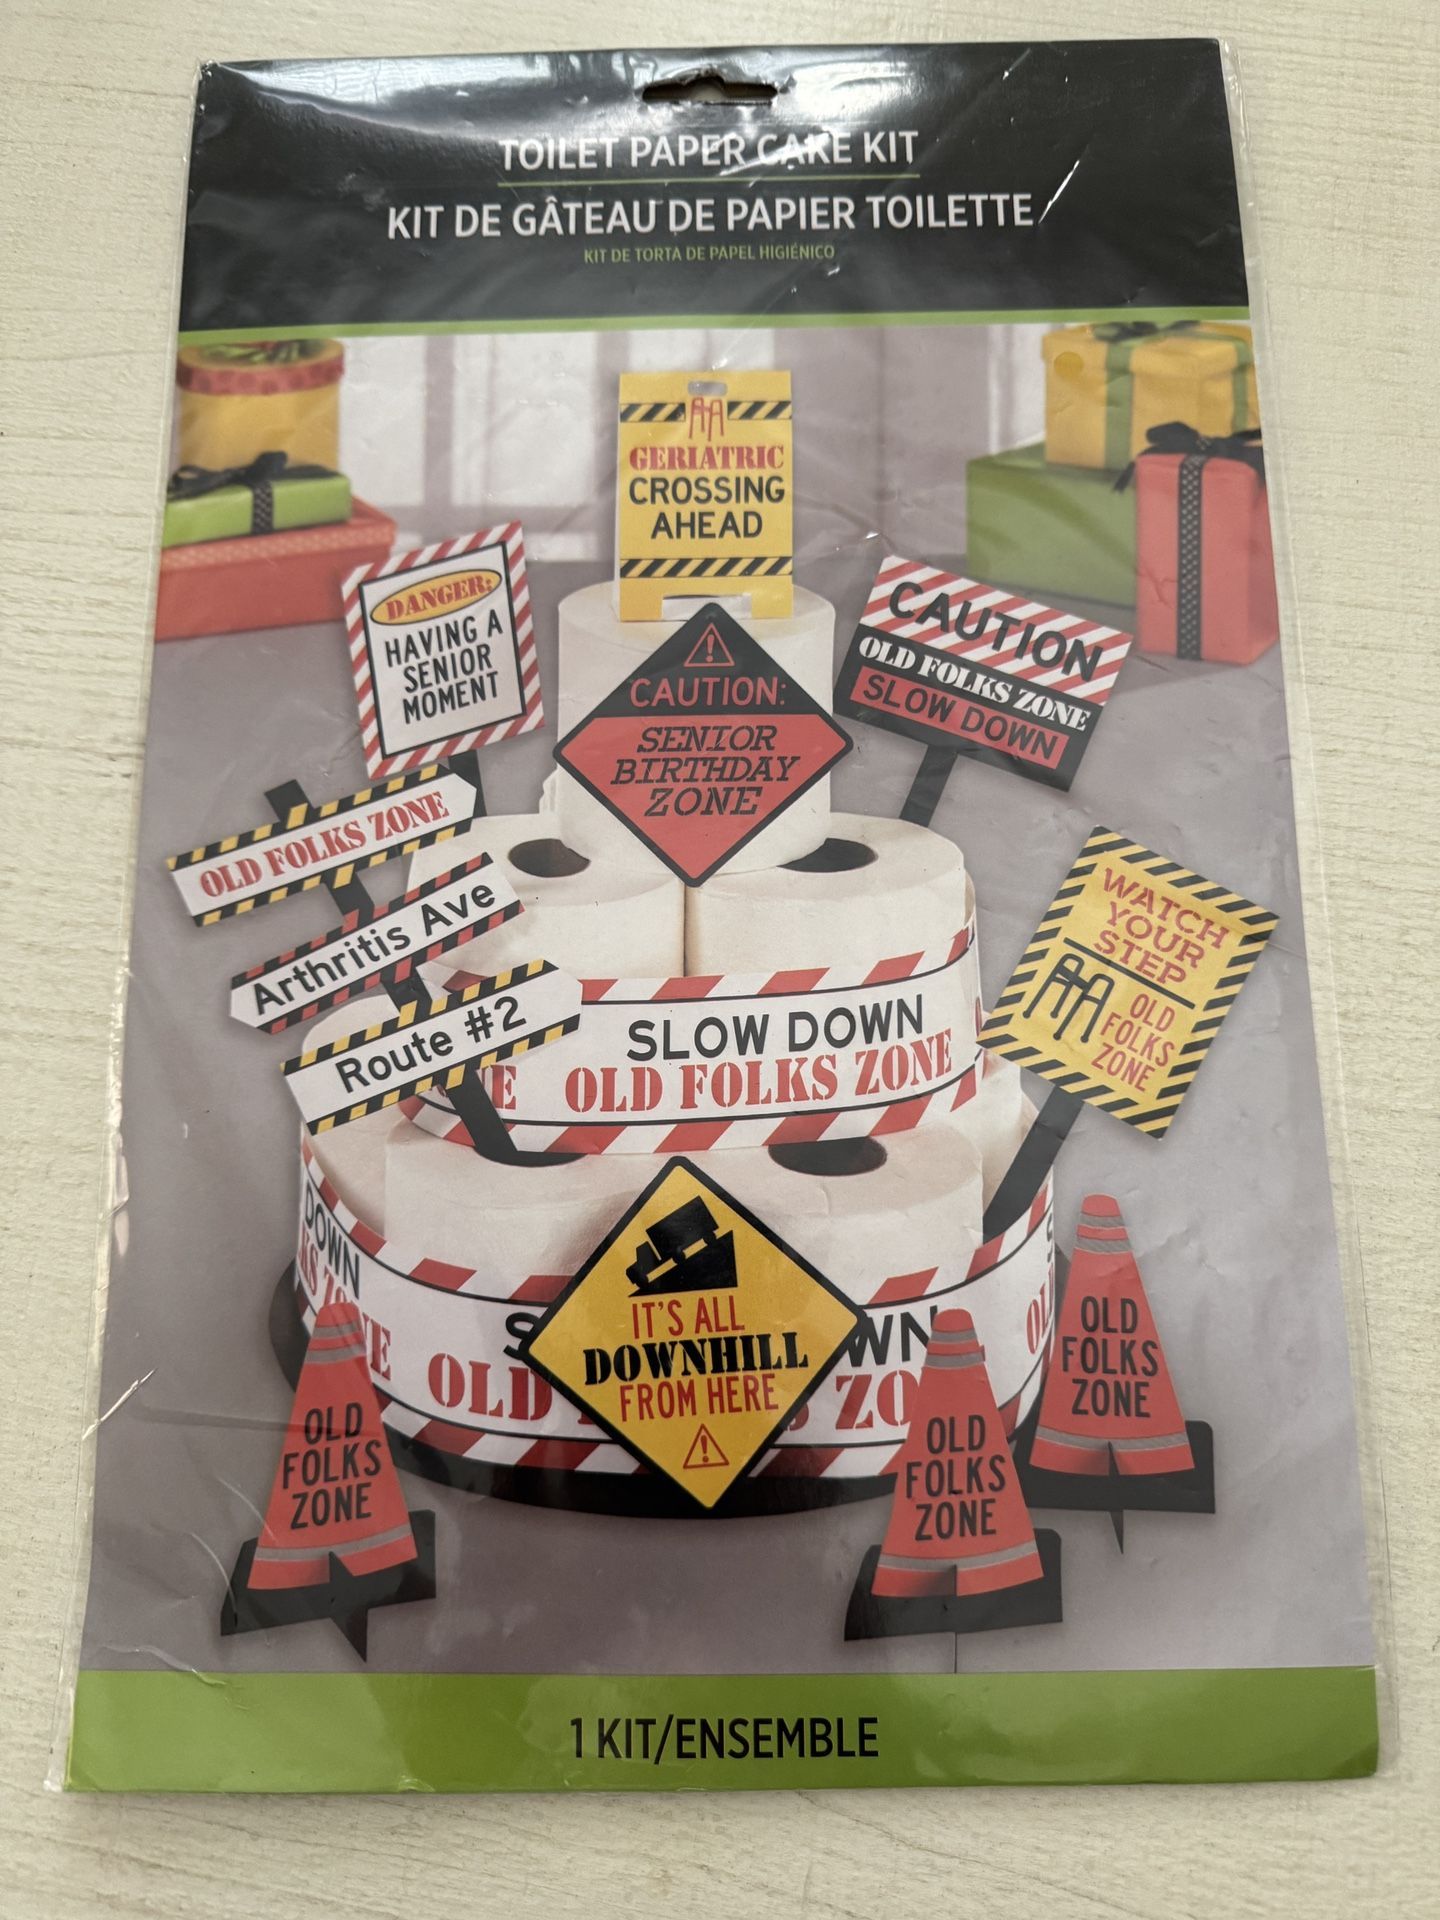 TOILET PAPER CAKE KIT
KIT DE GÂTEAU DE PAPIER TOILETTE
KIT DE TORTA DE PAPEL HIGIÉNICO
GERIATRIC
CROSSING
AHEAD
DANGER:
HAVING A
SENIOR
MOMENT
CAUTION:
SENIOR
BIRTHDAY
ZONE
CAUTION
OLD FOLKS ZONE
SLOW DOWN
OLD FOLKS ZONE
Arthritis Ave
Route #2
WATCH
YOUR
STEP
OLD
FOLKS
ZONE
SLOW DOWN
OLD FOLKS ZONE
DOWN
OLD
IT'S ALL
DOWNHILL
FROM HERE
OLD
FOLKS
ZONE
OLD
FOLKS
ZONE
OLD
FOLKS
ZONE
1 KIT/ENSEMBLE